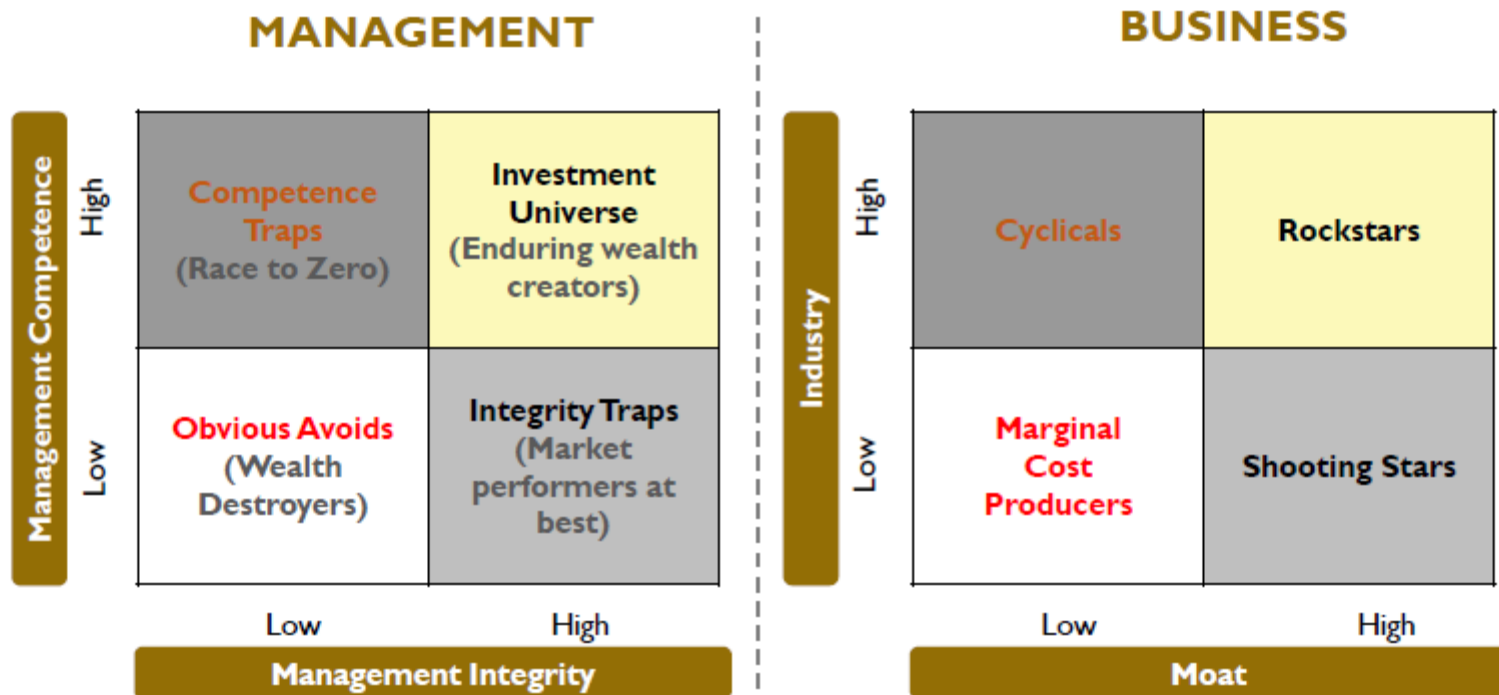 MANAGEMENT
Management Competence
High
Low
Competence
Traps
(Race to Zero)
Investment
Universe
(Enduring wealth
creators)
Obvious Avoids
(Wealth
Destroyers)
Integrity Traps
(Market
performers at
best)
Low
High
Management Integrity
BUSINESS
Industry
High
Low
Cyclicals
Rockstars
Marginal
Cost
Producers
Shooting Stars
Low
High
Moat